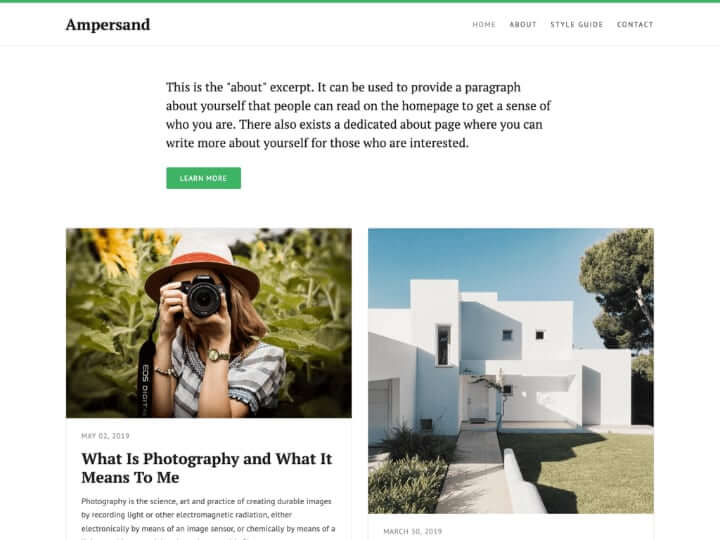 Ampersand
HOME ABOUT STYLE GUIDE CONTACT
This is the "about" excerpt. It can be used to provide a paragraph
about yourself that people can read on the homepage to get a sense of
who you are. There also exists a dedicated about page where you can
write more about yourself for those who are interested.
LEARN MORE
EOS DIGITAL
MAY 02, 2019
What Is Photography and What It
Means To Me
Photography is the science, art and practice of creating durable images
by recording light or other electromagnetic radiation, either
electronically by means of an image sensor, or chemically by means of a
MARCH 30, 2019